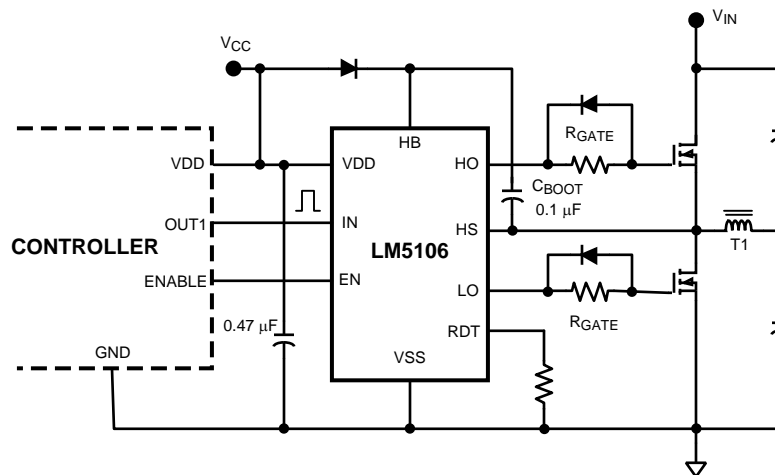 VIN
VCC
HB
RGATE
VDD
VDD
HO
CBOOT
0.1 μF
OUT1
IN
HS
T1
CONTROLLER
LM5106
ENABLE
EN
LO
RGATE
0.47 μF
RDT
GND
VSS